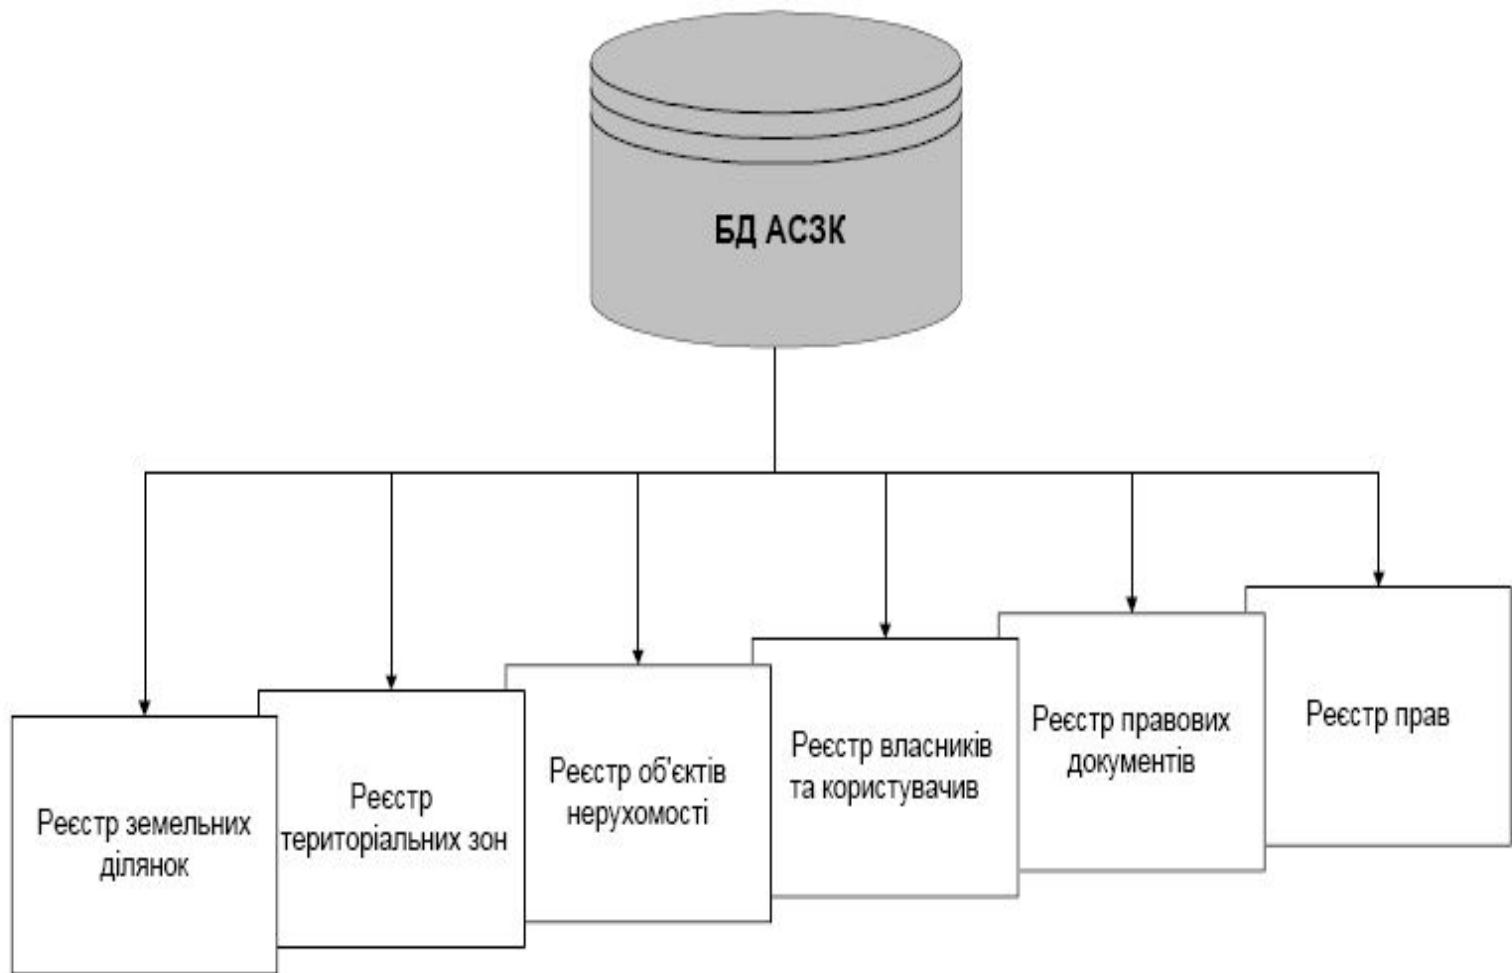 БД АСЗК
Реєстр земельних
ділянок
Реєстр
територіальних зон
Реєстр об'єктів
нерухомості
Реєстр власників
та користувачив
Реєстр правових
документів
Реєстр прав